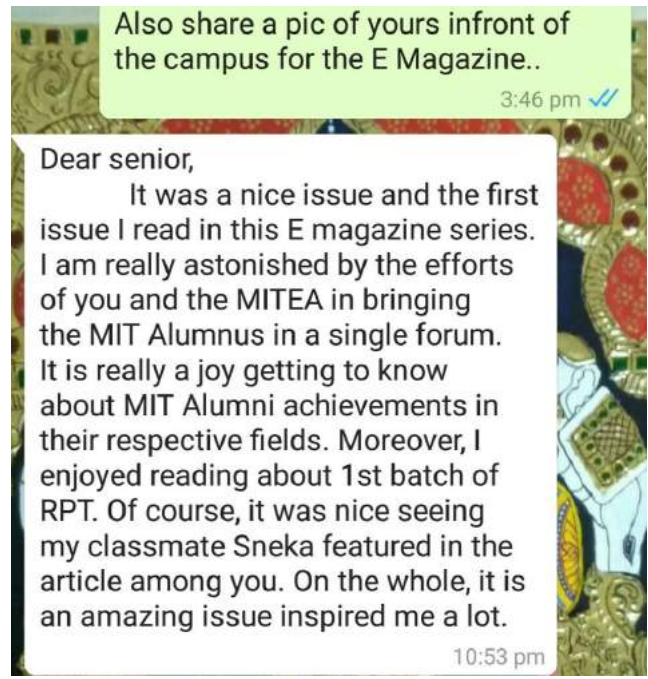 Also share a pic of yours infront of
the campus for the E Magazine..
3:46 pm
Dear senior,
It was a nice issue and the first
issue I read in this E magazine series.
I am really astonished by the efforts
of you and the MITEA in bringing
the MIT Alumnus in a single forum.
It is really a joy getting to know
about MIT Alumni achievements in
their respective fields. Moreover, I
enjoyed reading about 1st batch of
RPT. Of course, it was nice seeing
my classmate Sneka featured in the
article among you. On the whole, it is
an amazing issue inspired me a lot.
10:53 pm